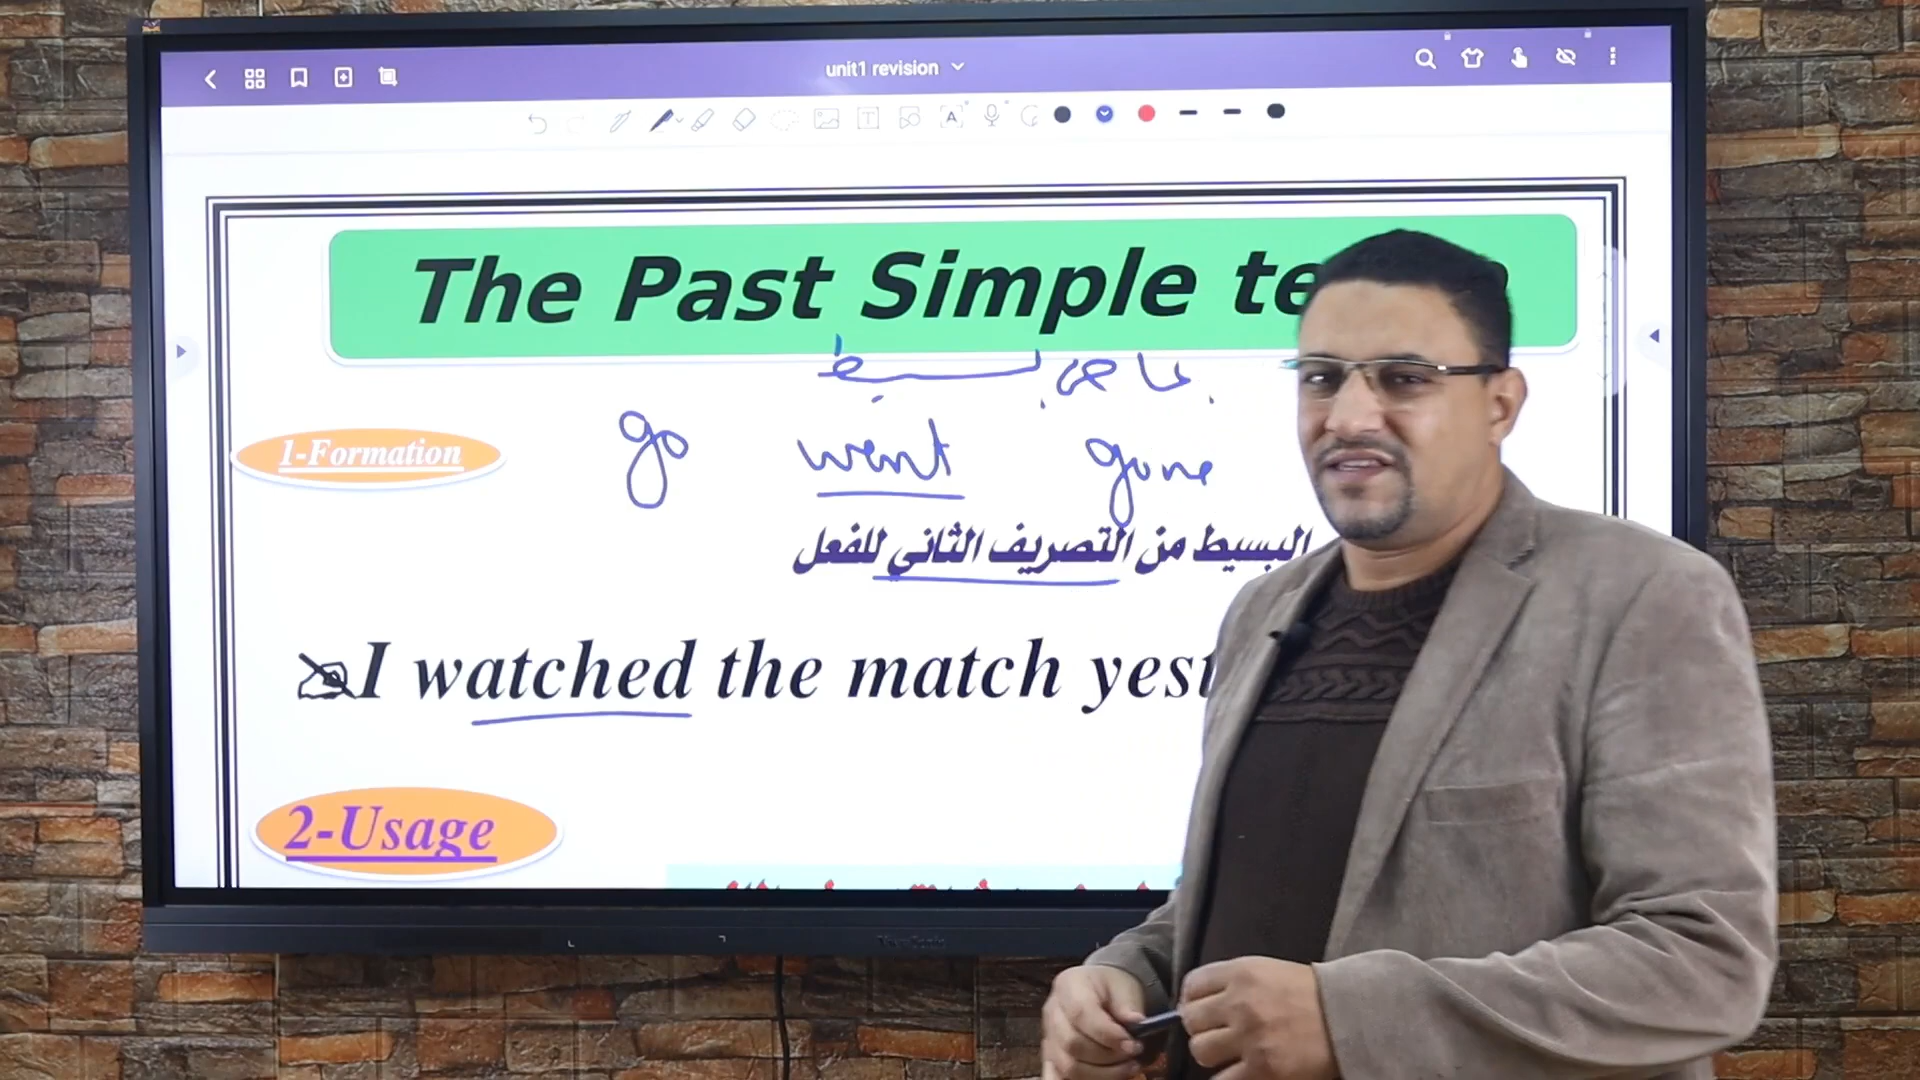 unit1 revision
The Past Simple te
ماضى بسيط
1-Formation
go went gone
البسيط من التصريف الثاني للفعل
I watched the match yest
2-Usage